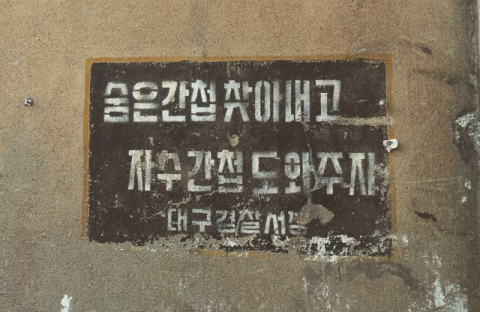 숨은간첩 찾아내고
자수간첩 도와주자
대구경찰서장